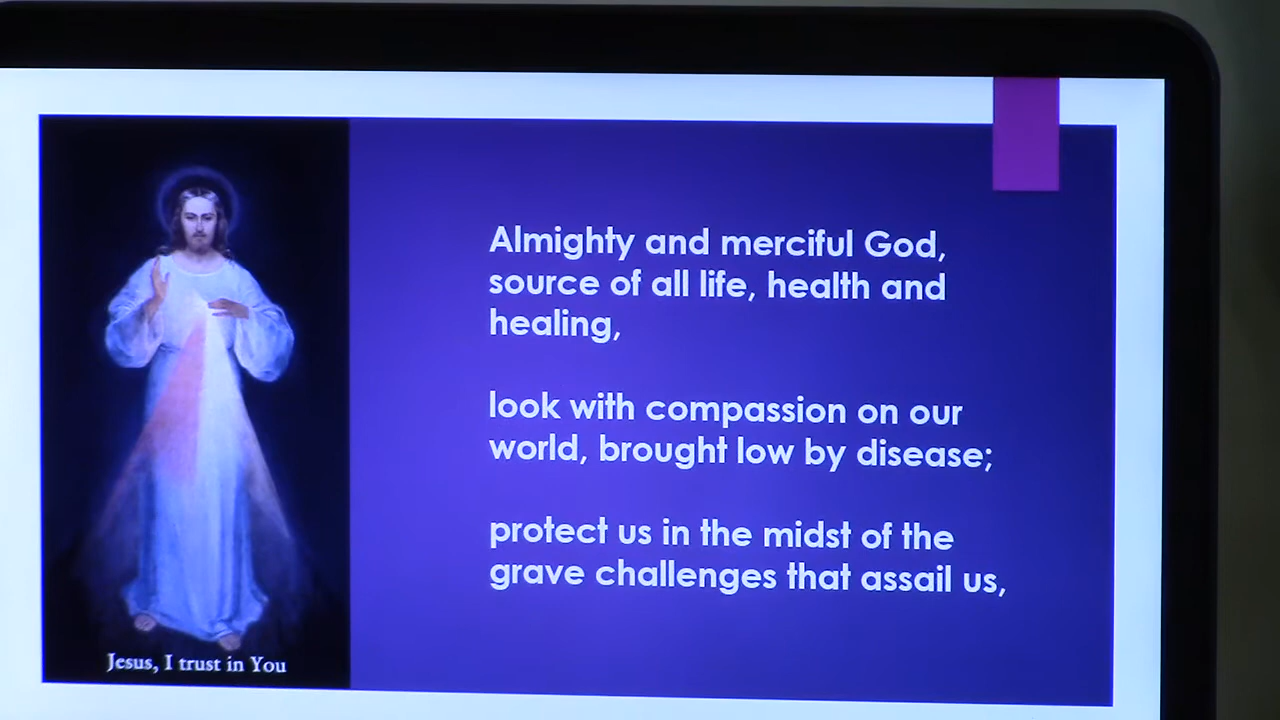 Almighty and merciful God,
source of all life, health and
healing,
look with compassion on our
world, brought low by disease;
protect us in the midst of the
grave challenges that assail us,
Jesus, I trust in You